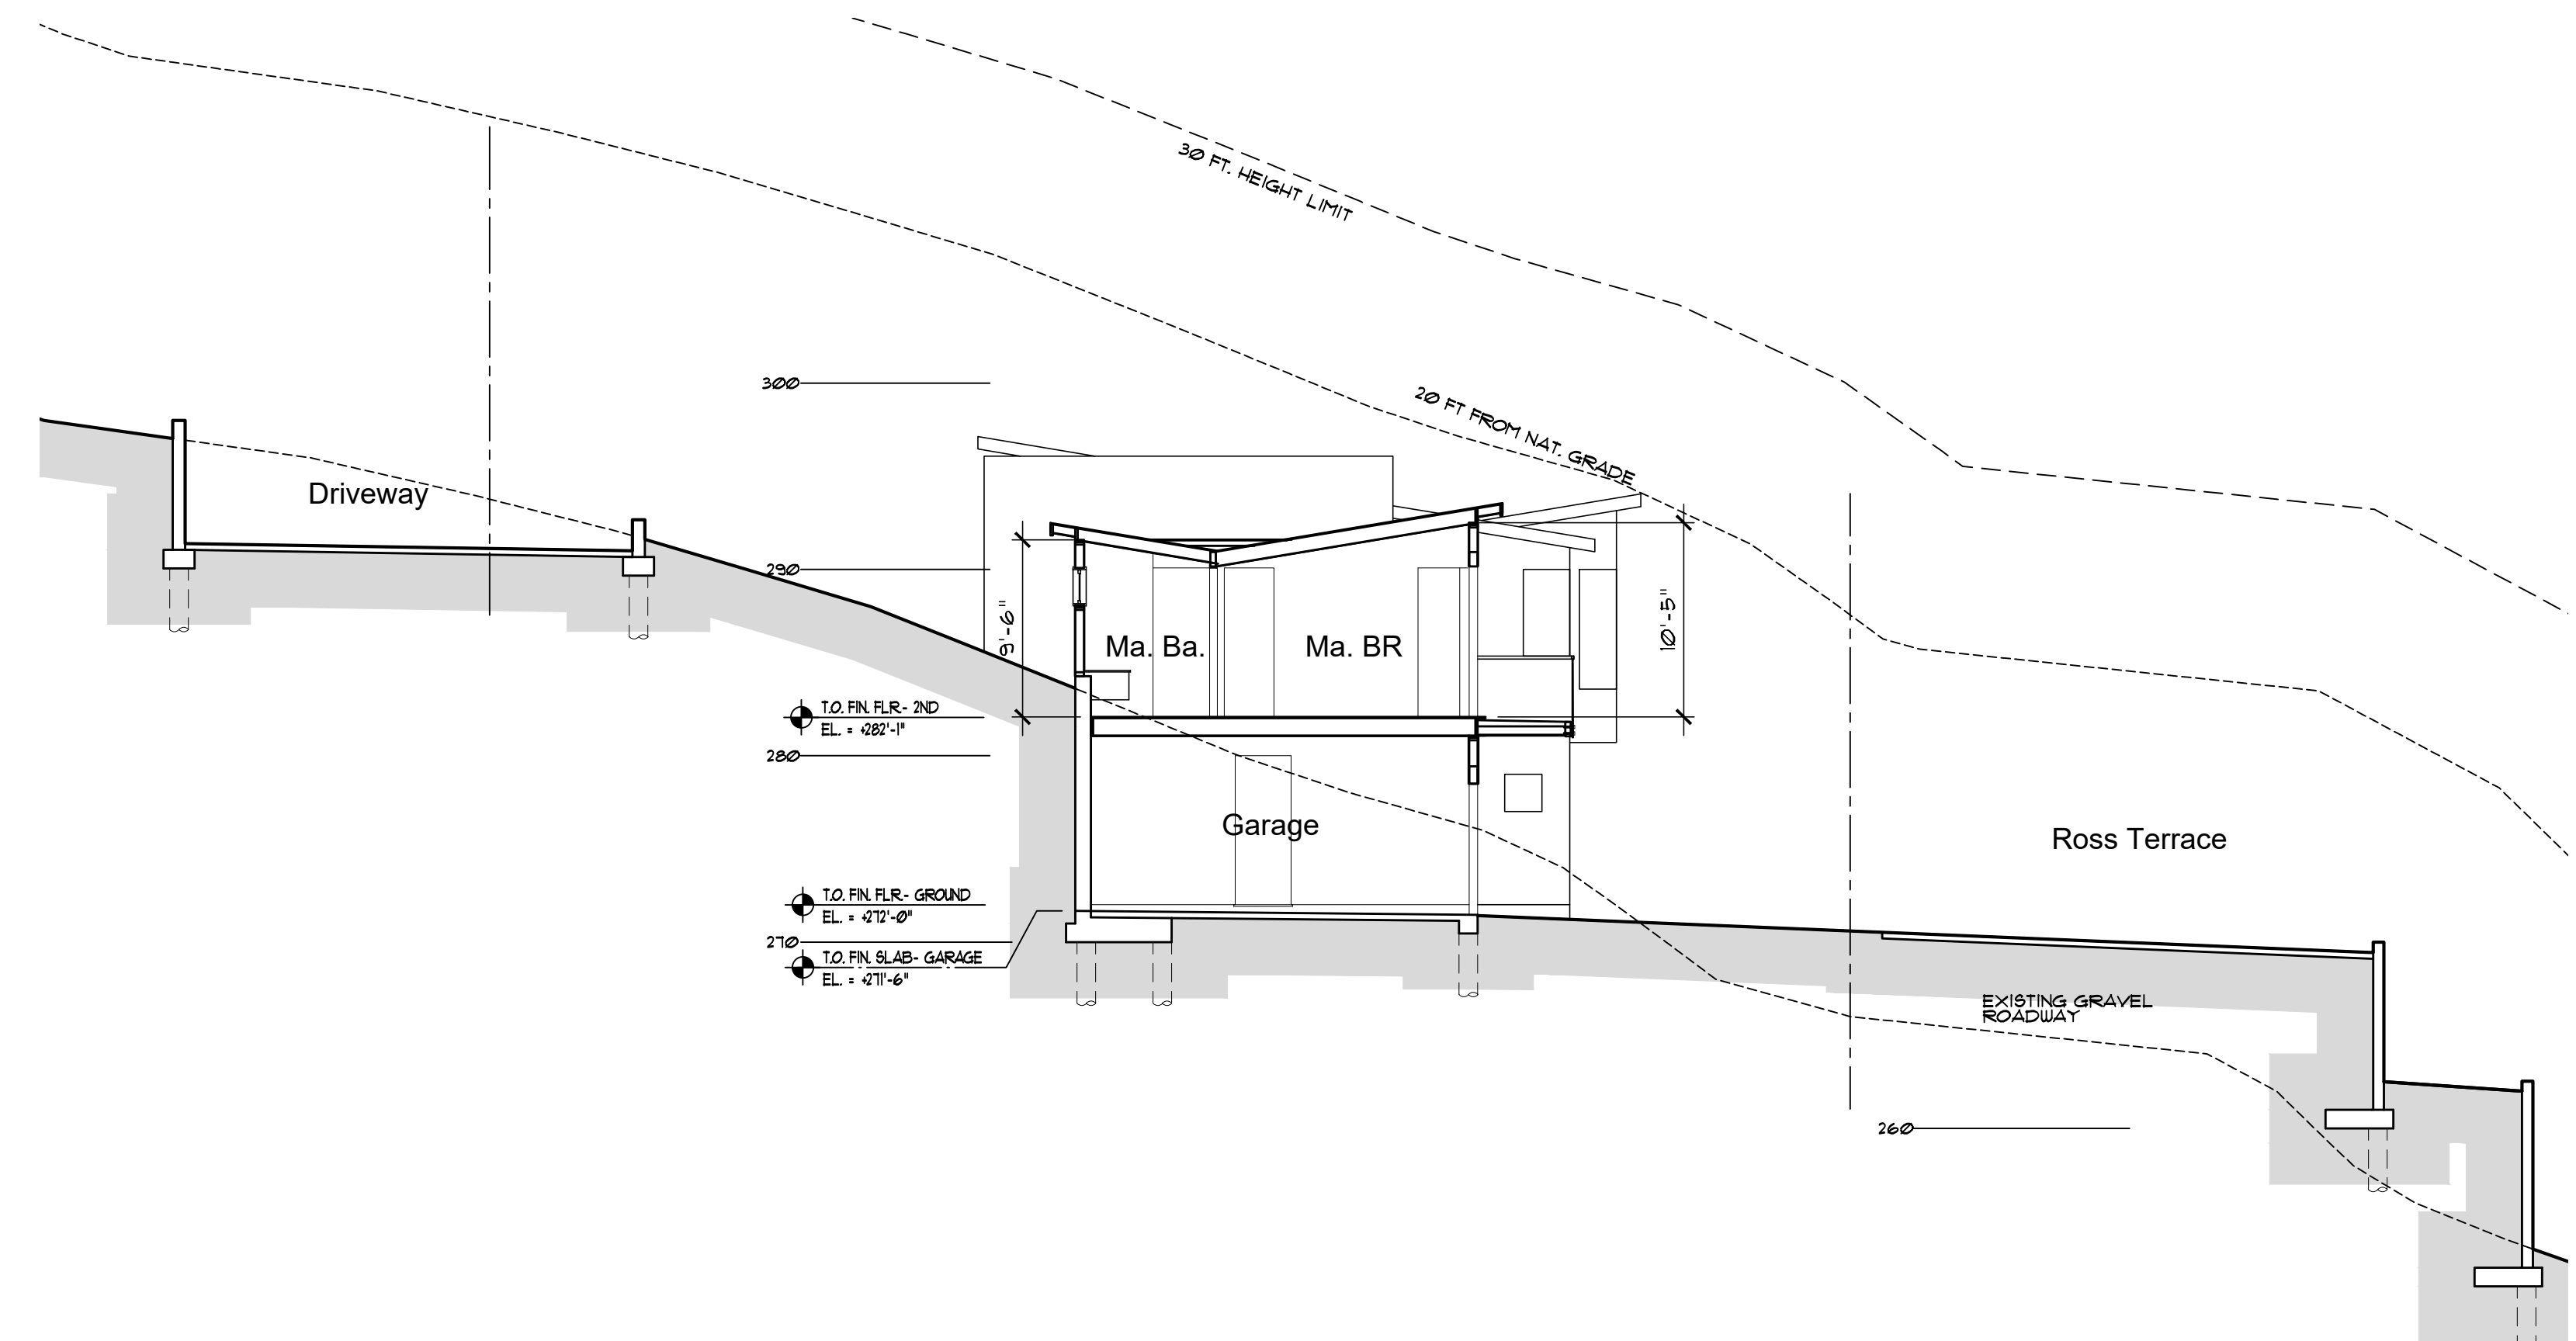 30 FT. HEIGHT LIMIT
300
20 FT FROM NAT. GRADE
Driveway
290
9'-6"
Ma. Ba.
Ma. BR
10'-5"
T.O. FIN. FLR.- 2ND
EL. = +282'-1"
280
Garage
Ross Terrace
T.O. FIN. FLR.- GROUND
EL. = +272'-0"
270
T.O. FIN. SLAB- GARAGE
EL. = +271'-6"
EXISTING GRAVEL
ROADWAY
260